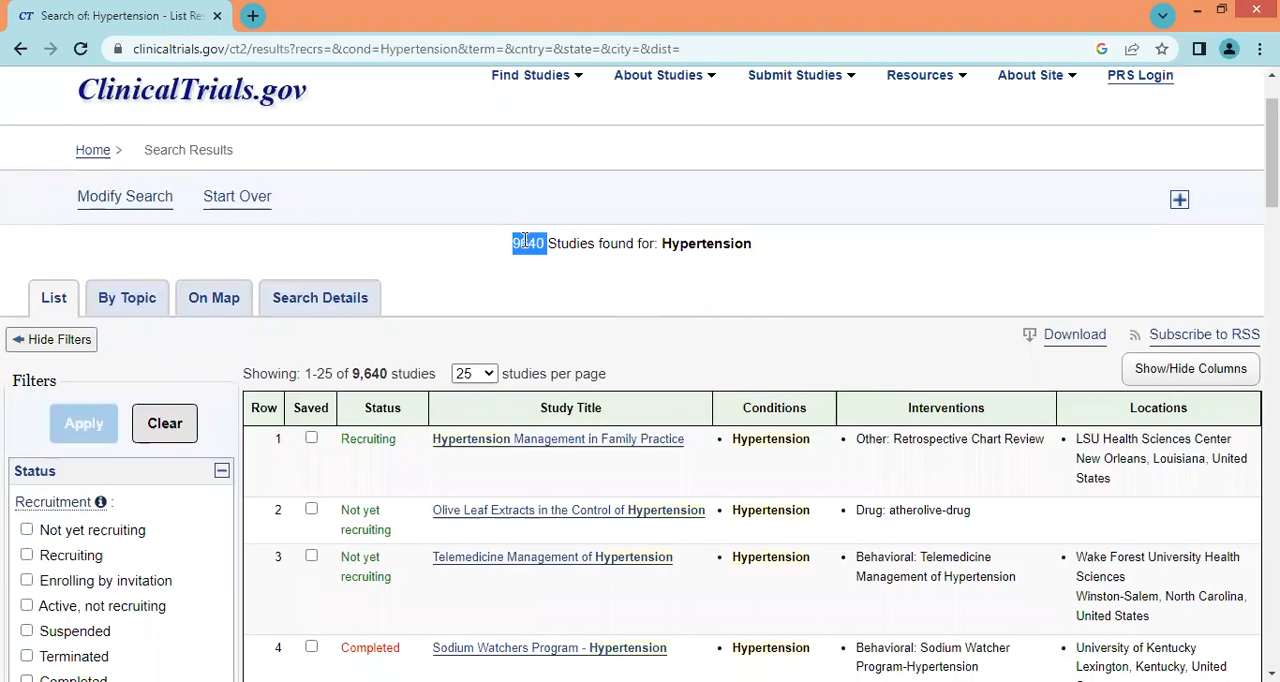 CT Search of: Hypertension - List Re
clinicaltrials.gov/ct2/results?recrs=&cond=Hypertension&term=&cntry=&state=&city=&dist=
ClinicalTrials.gov
Find Studies About Studies Submit Studies Resources About Site PRS Login
Home > Search Results
Modify Search Start Over
9640 Studies found for: Hypertension
List By Topic On Map Search Details
Hide Filters
Download Subscribe to RSS
Showing: 1-25 of 9,640 studies 25 studies per page
Show/Hide Columns
Filters
Apply Clear
Status
Recruitment :
Not yet recruiting
Recruiting
Enrolling by invitation
Active, not recruiting
Suspended
Terminated
Completed
Row Saved Status Study Title Conditions Interventions Locations
1 Recruiting Hypertension Management in Family Practice • Hypertension • Other: Retrospective Chart Review • LSU Health Sciences Center
New Orleans, Louisiana, United
States
2 Not yet Olive Leaf Extracts in the Control of Hypertension • Hypertension • Drug: atherolive-drug
recruiting
3 Not yet Telemedicine Management of Hypertension • Hypertension • Behavioral: Telemedicine • Wake Forest University Health
recruiting Management of Hypertension Sciences
Winston-Salem, North Carolina,
United States
4 Completed Sodium Watchers Program - Hypertension • Hypertension • Behavioral: Sodium Watcher • University of Kentucky
Program-Hypertension Lexington, Kentucky, United